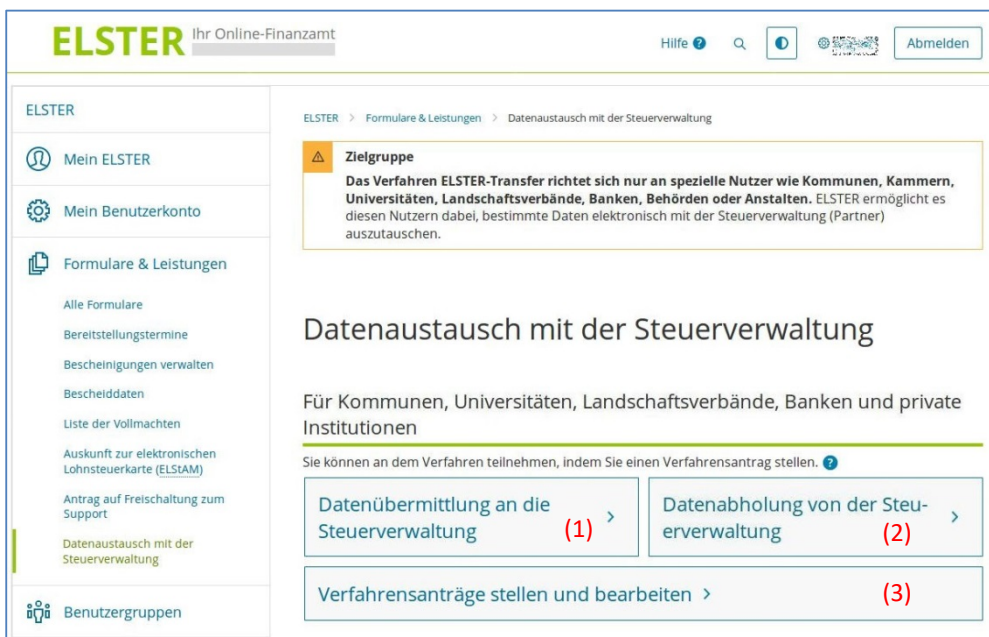 ELSTER Ihr Online-Finanzamt
Hilfe
Abmelden
ELSTER
Mein ELSTER
Mein Benutzerkonto
Formulare & Leistungen
Alle Formulare
Bereitstellungstermine
Bescheinigungen verwalten
Bescheiddaten
Liste der Vollmachten
Auskunft zur elektronischen
Lohnsteuerkarte (ELStAM)
Antrag auf Freischaltung zum
Support
Datenaustausch mit der
Steuerverwaltung
Benutzergruppen
ELSTER > Formulare & Leistungen > Datenaustausch mit der Steuerverwaltung
Zielgruppe
Das Verfahren ELSTER-Transfer richtet sich nur an spezielle Nutzer wie Kommunen, Kammern,
Universitäten, Landschaftsverbände, Banken, Behörden oder Anstalten. ELSTER ermöglicht es
diesen Nutzern dabei, bestimmte Daten elektronisch mit der Steuerverwaltung (Partner)
auszutauschen.
Datenaustausch mit der Steuerverwaltung
Für Kommunen, Universitäten, Landschaftsverbände, Banken und private
Institutionen
Sie können an dem Verfahren teilnehmen, indem Sie einen Verfahrensantrag stellen. ?
Datenübermittlung an die
Steuerverwaltung > (1)
Datenabholung von der Steu-
erverwaltung > (2)
Verfahrensanträge stellen und bearbeiten > (3)